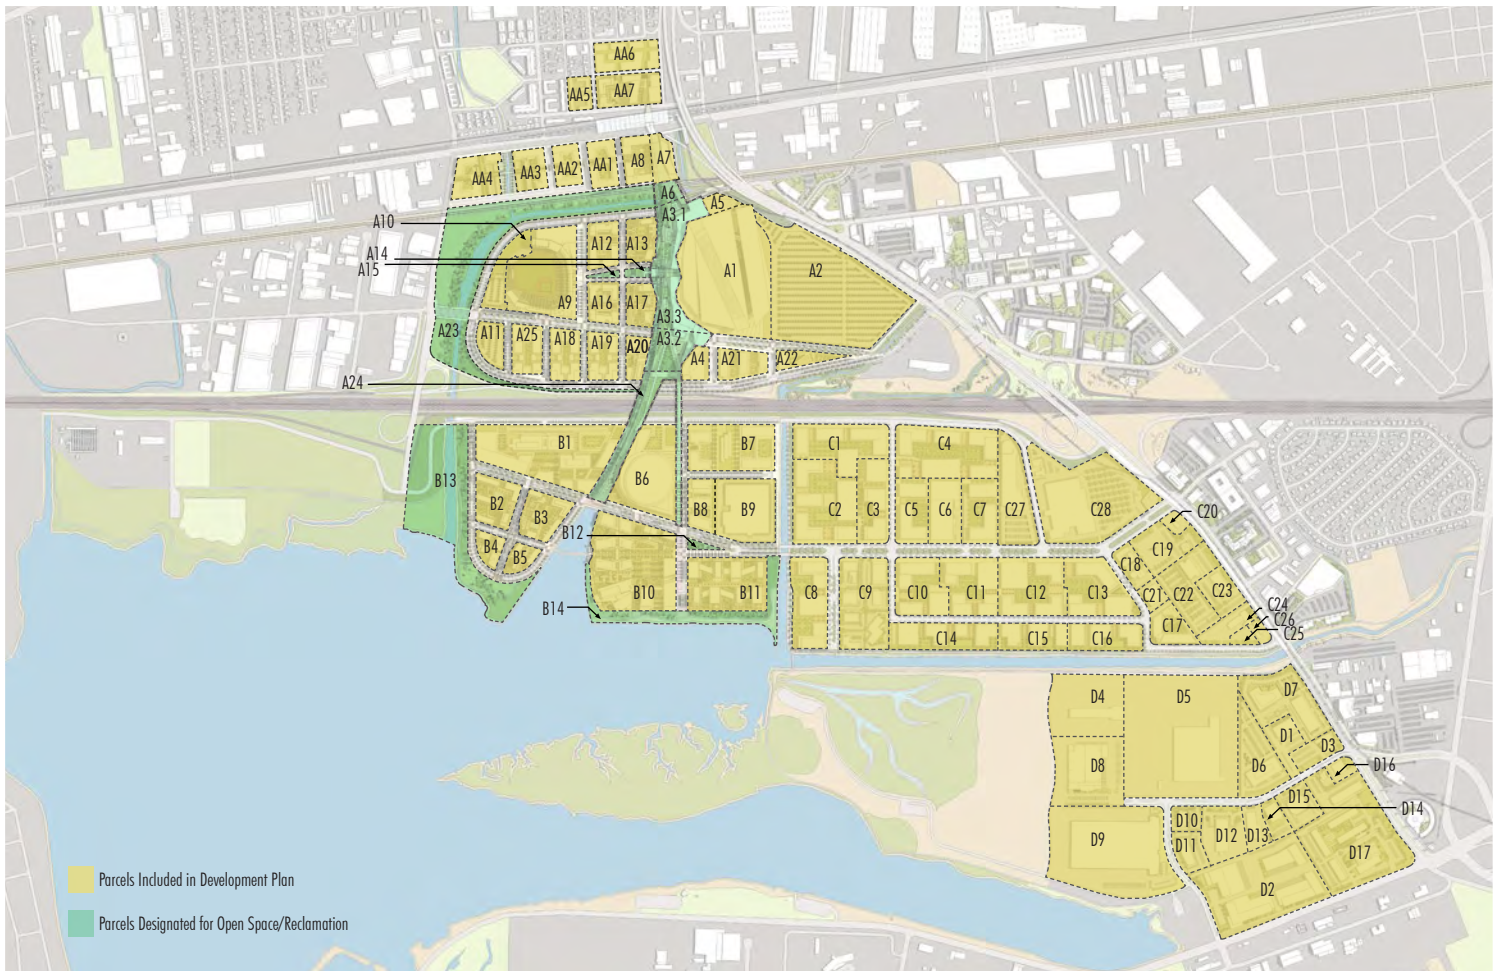 AA6
AA5
AA7
AA4
AA3
AA2
AA1
A8
A7
A6
A5
A3.1
A10
A12
A13
A14
A15
A1
A2
A9
A16
A17
A3.3
A23
A11
A25
A18
A19
A20
A3.2
A4
A21
A22
A24
B1
B7
C1
C4
B13
B6
B2
B3
B8
B9
C2
C3
C5
C6
C7
C27
C28
C20
B12
B4
B5
C19
C18
B10
B11
C8
C9
C10
C11
C12
C13
C21
C22
C23
B14
C24
C26
C25
C17
C14
C15
C16
D4
D5
D7
D1
D3
D8
D6
D16
D15
D14
D10
D12
D13
D11
D9
D17
D2
Parcels Included in Development Plan
Parcels Designated for Open Space/Reclamation